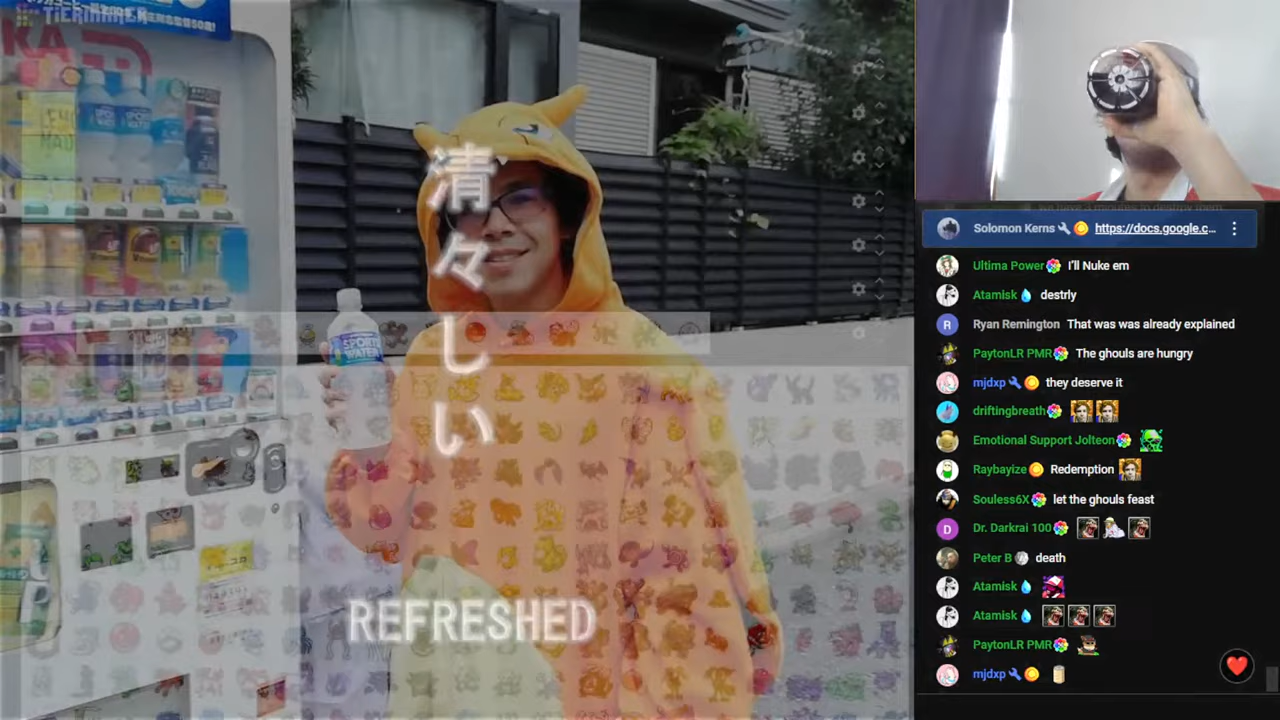 TIERMAKER
SPORTS
WATER
清々しい
REFRESHED
Solomon Kerns https://docs.google.c...
Ultima Power I'll Nuke em
Atamisk destrly
Ryan Remington That was was already explained
PaytonLR PMR The ghouls are hungry
mjdxp they deserve it
driftingbreath
Emotional Support Jolteon
Raybayize Redemption
Souless6X let the ghouls feast
Dr. Darkrai 100
Peter B death
Atamisk
Atamisk
PaytonLR PMR
mjdxp